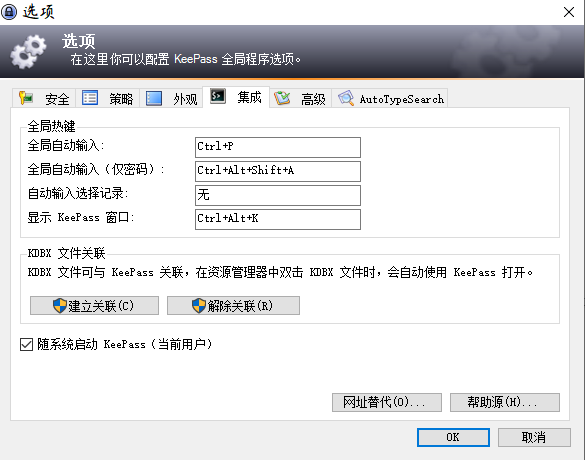 选项
选项
在这里你可以配置 KeePass 全局程序选项。
安全 策略 外观 集成 高级 AutoTypeSearch
全局热键
全局自动输入: Ctrl+P
全局自动输入（仅密码）: Ctrl+Alt+Shift+A
自动输入选择记录: 无
显示 KeePass 窗口: Ctrl+Alt+K
KDBX 文件关联
KDBX 文件可与 KeePass 关联，在资源管理器中双击 KDBX 文件时，会自动使用 KeePass 打开。
建立关联(C) 解除关联(R)
随系统启动 KeePass（当前用户）
网址替代(O)... 帮助源(H)...
OK 取消